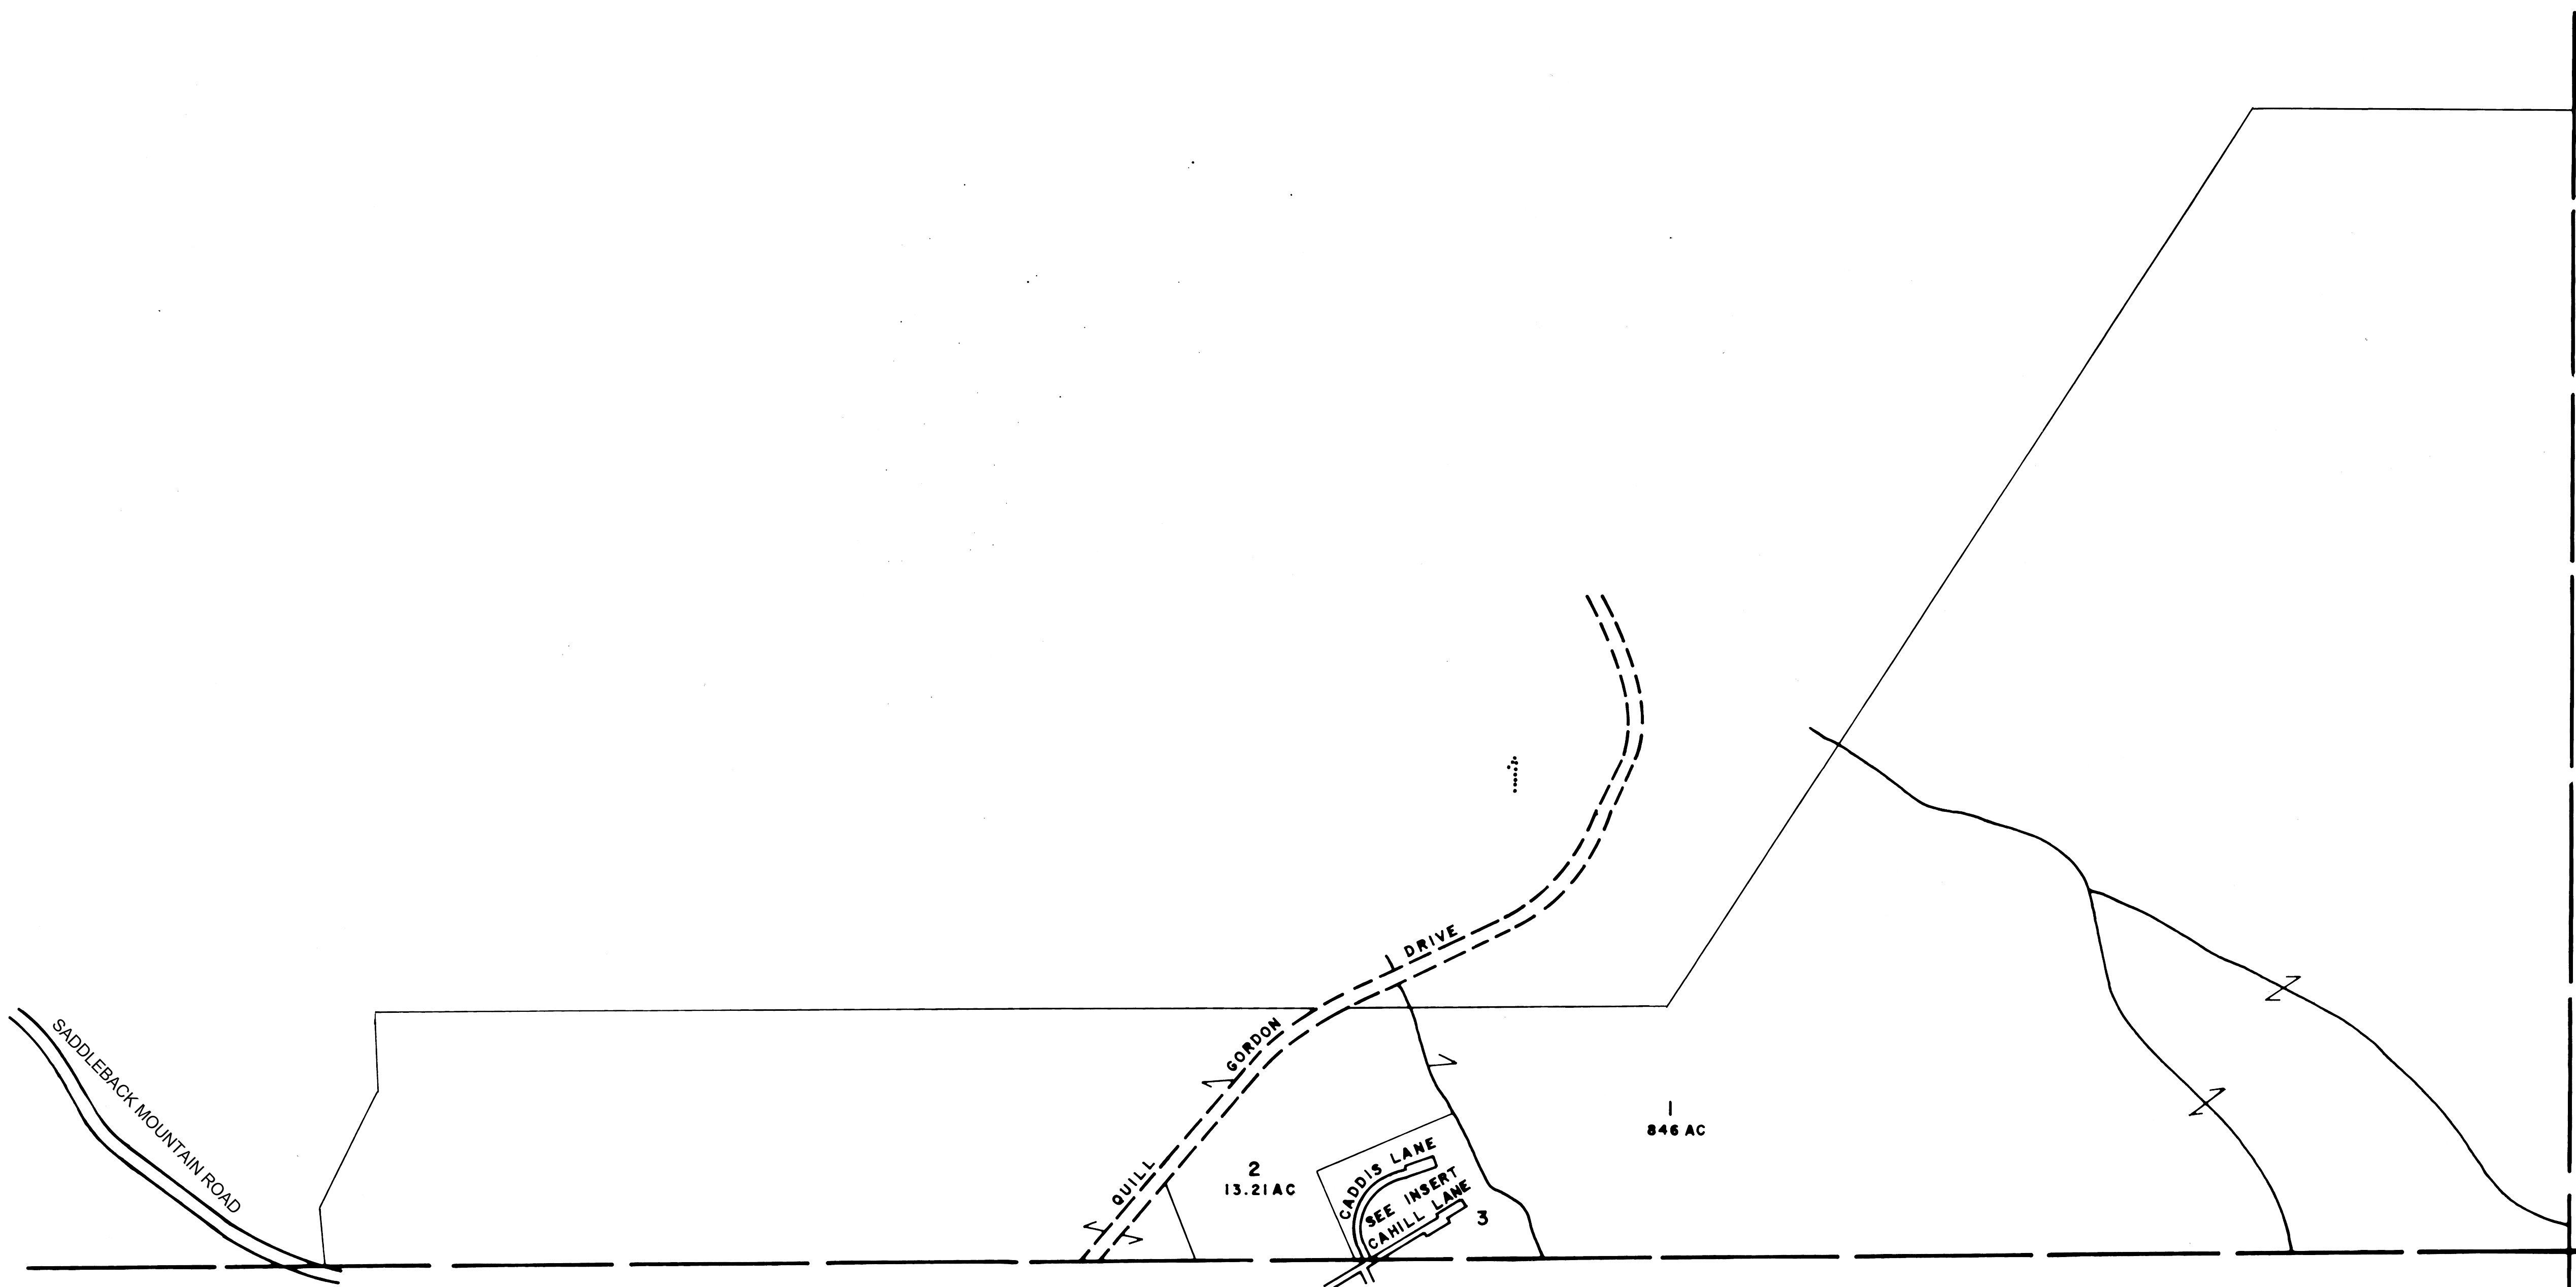 DRIVE
GORDON
QUILL
SADDLEBACK MOUNTAIN ROAD
1
846 AC
2
13.21 AC
CADDIS LANE
SEE INSERT
CAHILL LANE
3